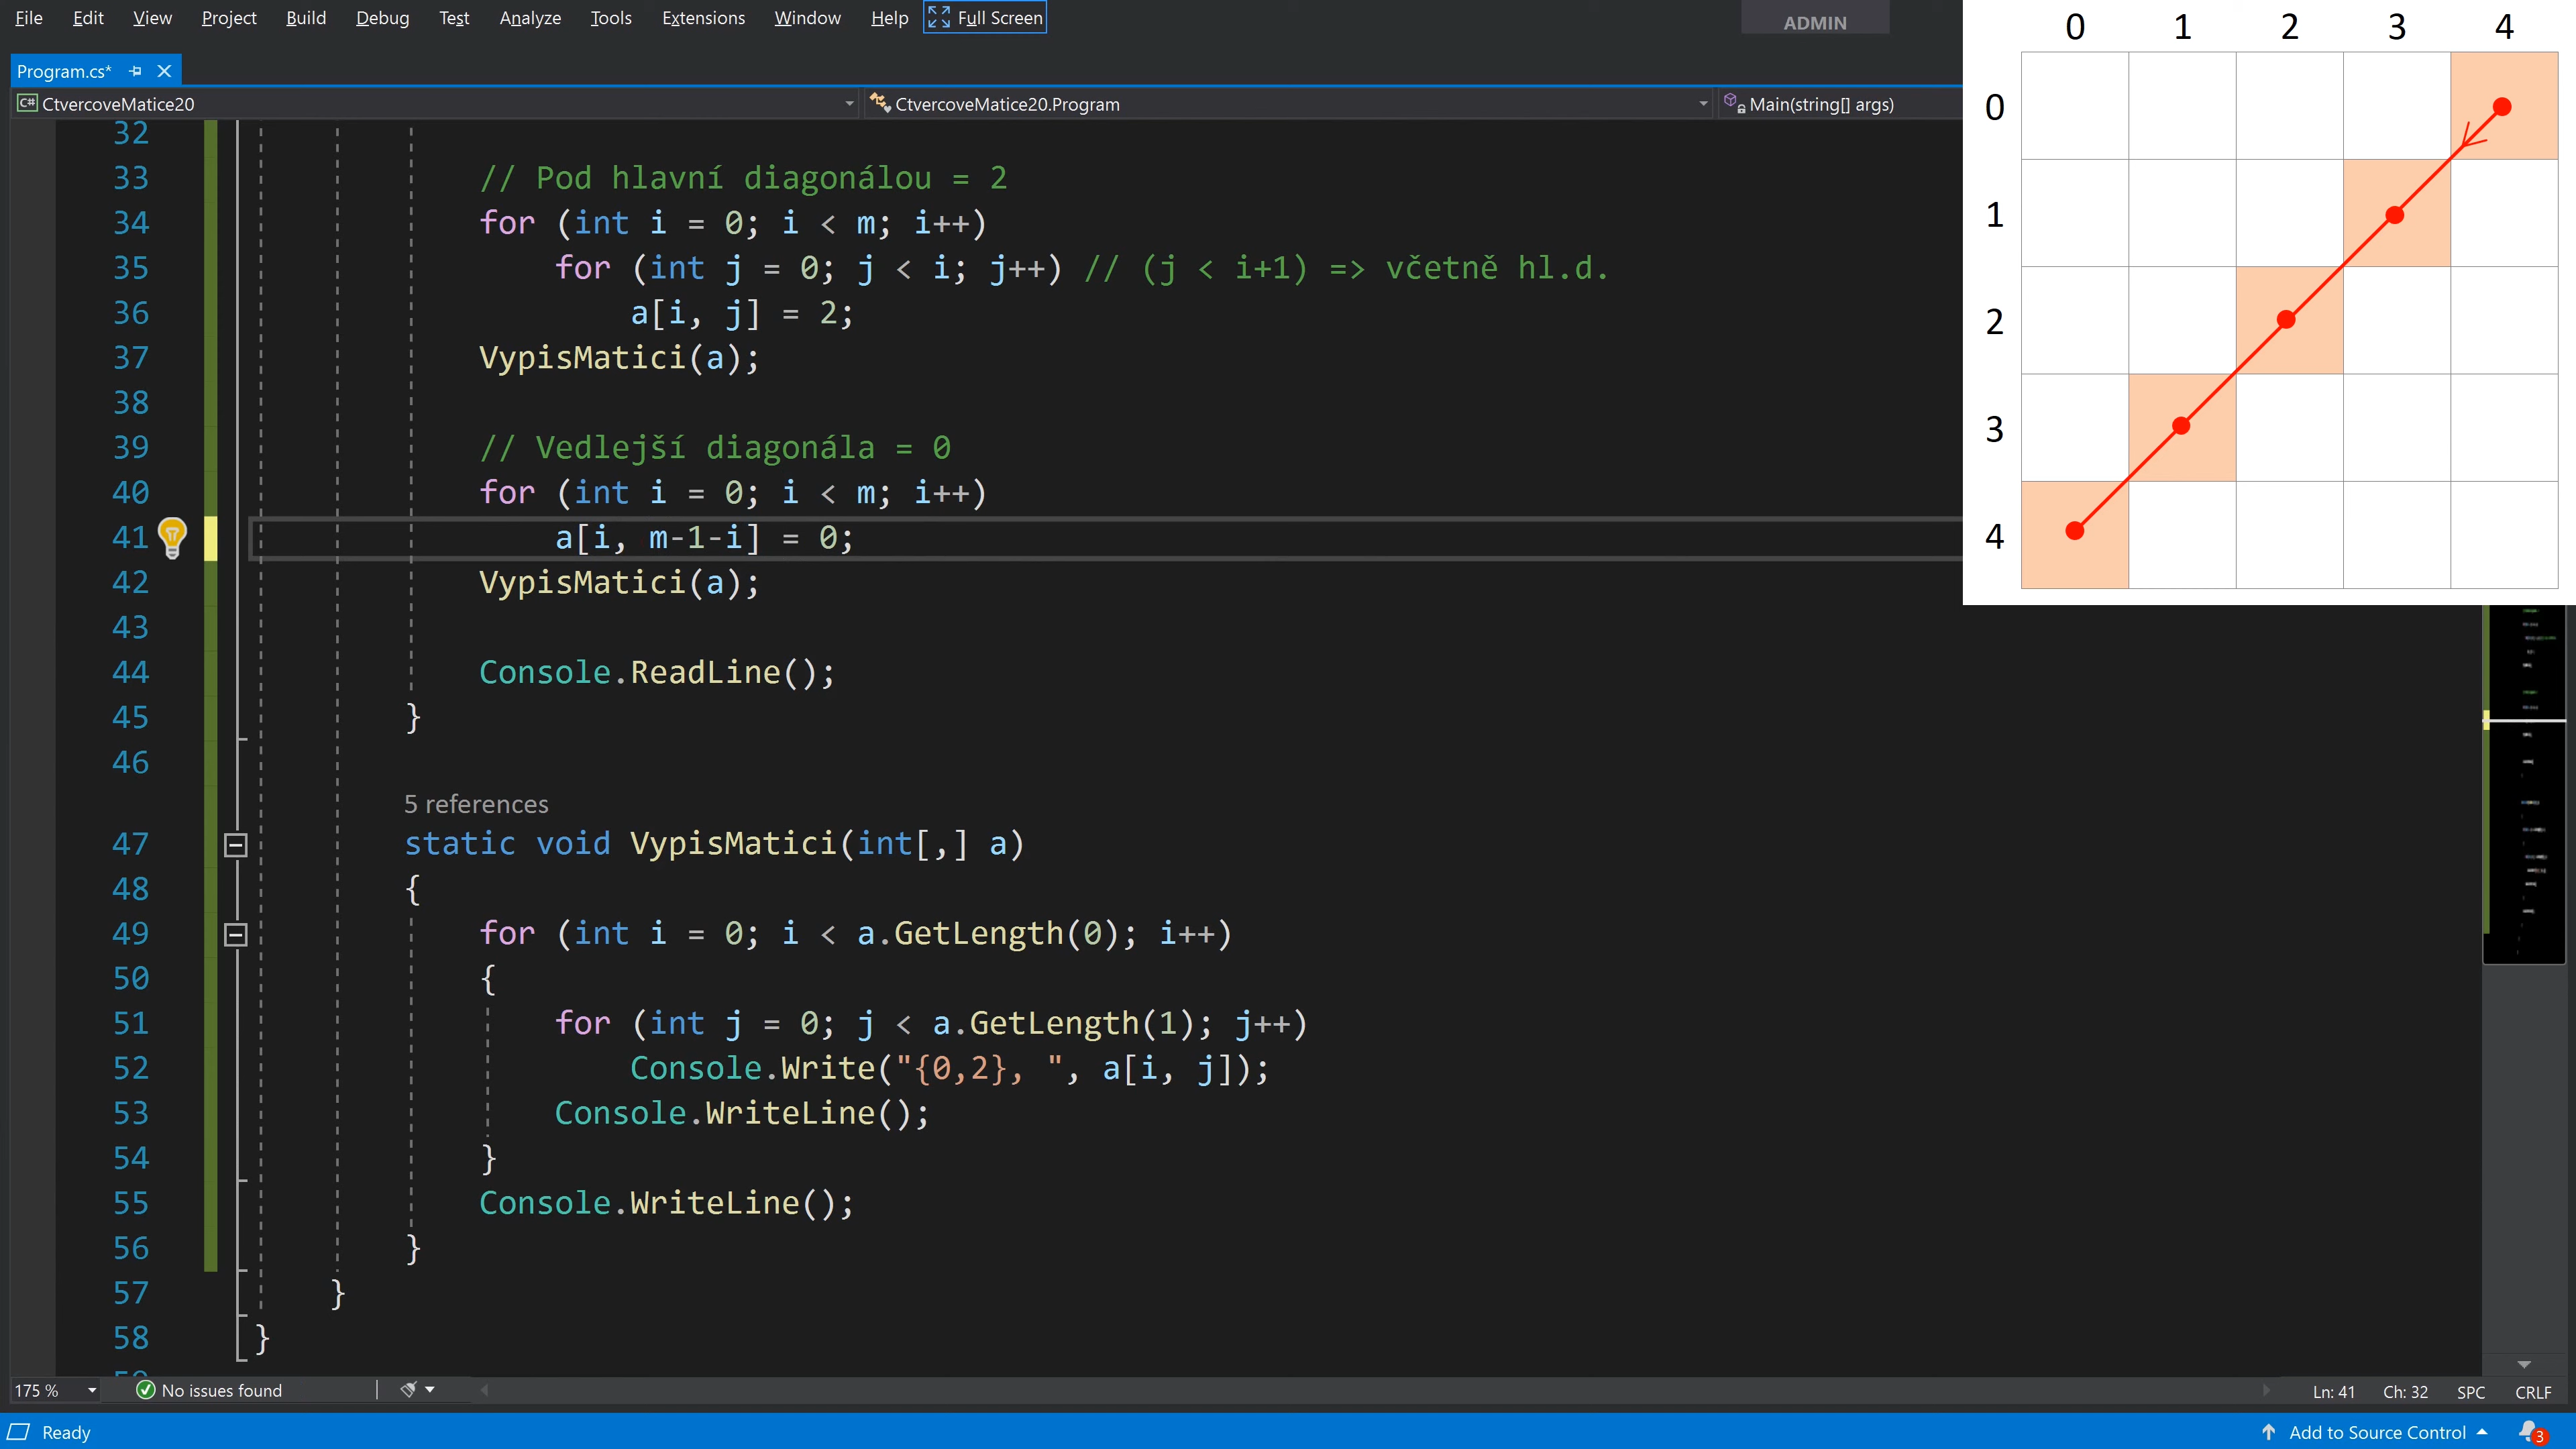 File Edit View Project Build Debug Test Analyze Tools Extensions Window Help Full Screen ADMIN
Program.cs*
CtvercoveMatice20 CtvercoveMatice20.Program Main(string[] args)
32
33 // Pod hlavní diagonálou = 2
34 for (int i = 0; i < m; i++)
35 for (int j = 0; j < i; j++) // (j < i+1) => včetně hl.d.
36 a[i, j] = 2;
37 VypisMatici(a);
38
39 // Vedlejší diagonála = 0
40 for (int i = 0; i < m; i++)
41 a[i, m-1-i] = 0;
42 VypisMatici(a);
43
44 Console.ReadLine();
45 }
46
5 references
47 static void VypisMatici(int[,] a)
48 {
49 for (int i = 0; i < a.GetLength(0); i++)
50 {
51 for (int j = 0; j < a.GetLength(1); j++)
52 Console.Write("{0,2}, ", a[i, j]);
53 Console.WriteLine();
54 }
55 Console.WriteLine();
56 }
57 }
58 }
0 1 2 3 4
0
1
2
3
4
175 % No issues found Ln: 41 Ch: 32 SPC CRLF
Ready Add to Source Control 3